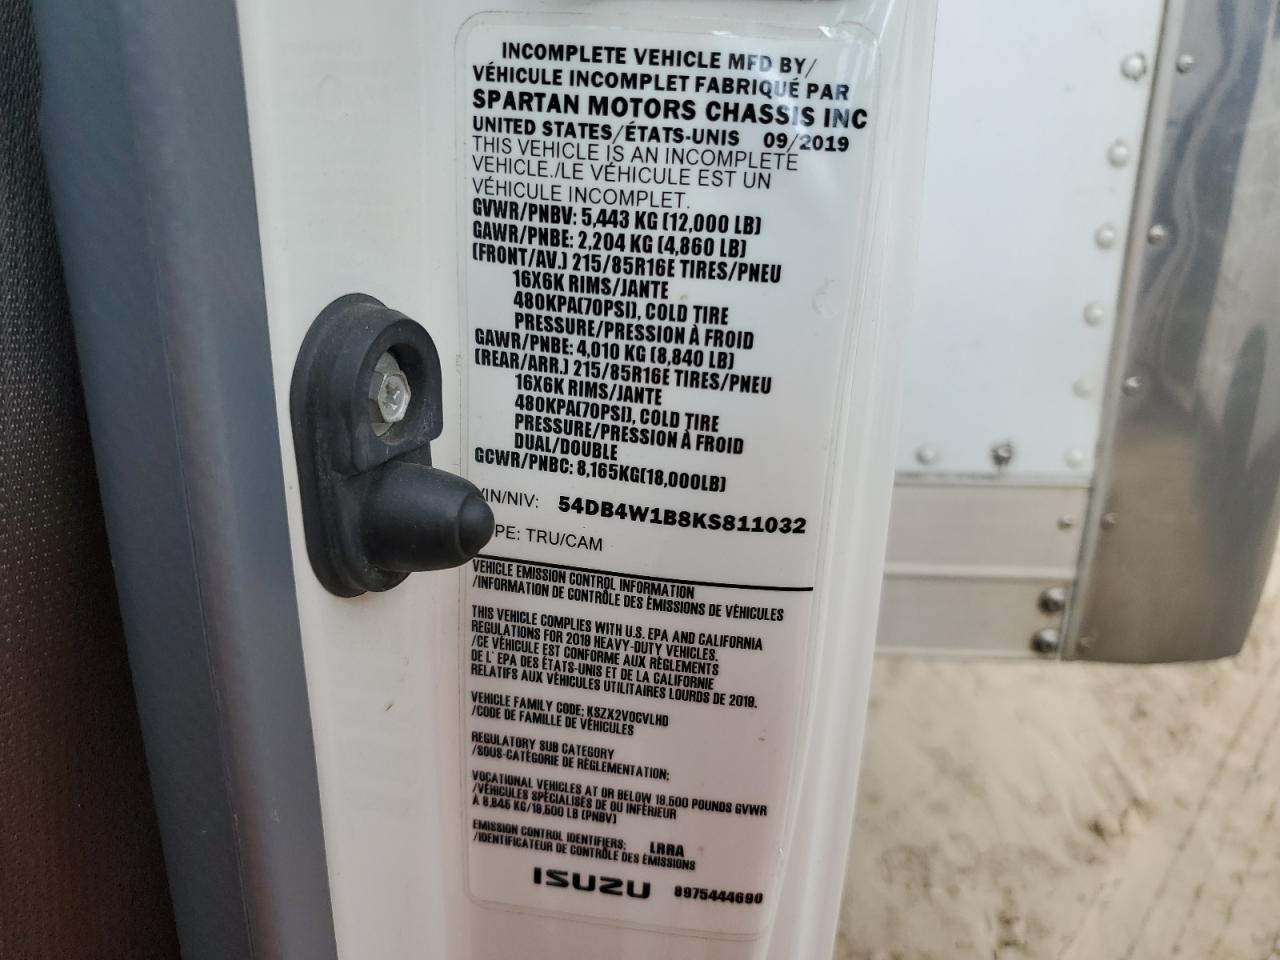 INCOMPLETE VEHICLE MFD BY/
VÉHICULE INCOMPLET FABRIQUÉ PAR
SPARTAN MOTORS CHASSIS INC
UNITED STATES/ÉTATS-UNIS 09/2019
THIS VEHICLE IS AN INCOMPLETE
VEHICLE./LE VÉHICULE EST UN
VÉHICULE INCOMPLET.
GVWR/PNBV: 5,443 KG (12,000 LB)
GAWR/PNBE: 2,204 KG (4,860 LB)
(FRONT/AV.) 215/85R16E TIRES/PNEU
16X6K RIMS/JANTE
480KPA(70PSI), COLD TIRE
PRESSURE/PRESSION À FROID
GAWR/PNBE: 4,010 KG (8,840 LB)
(REAR/ARR.) 215/85R16E TIRES/PNEU
16X6K RIMS/JANTE
480KPA(70PSI), COLD TIRE
PRESSURE/PRESSION À FROID
DUAL/DOUBLE
GCWR/PNBC: 8,165KG(18,000LB)
VIN/NIV: 54DB4W1B8KS811032
PE: TRU/CAM
VEHICLE EMISSION CONTROL INFORMATION
/INFORMATION DE CONTRÔLE DES ÉMISSIONS DE VÉHICULES
THIS VEHICLE COMPLIES WITH U.S. EPA AND CALIFORNIA
REGULATIONS FOR 2019 HEAVY-DUTY VEHICLES.
/CE VÉHICULE EST CONFORME AUX RÈGLEMENTS
DE L'EPA DES ÉTATS-UNIS ET DE LA CALIFORNIE
RELATIFS AUX VÉHICULES UTILITAIRES LOURDS DE 2019.
VEHICLE FAMILY CODE: KSZX2VOCVLHD
/CODE DE FAMILLE DE VÉHICULES
REGULATORY SUB CATEGORY
/SOUS-CATÉGORIE DE RÈGLEMENTATION:
VOCATIONAL VEHICLES AT OR BELOW 19,500 POUNDS GVWR
/VÉHICULES SPÉCIALISÉS DE OU INFÉRIEUR
À 8,845 KG/19,500 LB (PNBV)
EMISSION CONTROL IDENTIFIERS: LRRA
/IDENTIFICATEUR DE CONTRÔLE DES ÉMISSIONS
ISUZU 8975444690